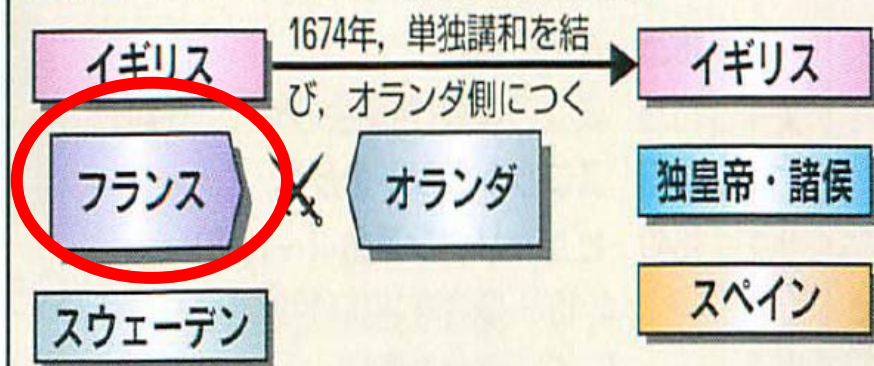 イギリス
1674年，単独講和を結
び，オランダ側につく
イギリス
フランス
オランダ
独皇帝・諸侯
スウェーデン
スペイン